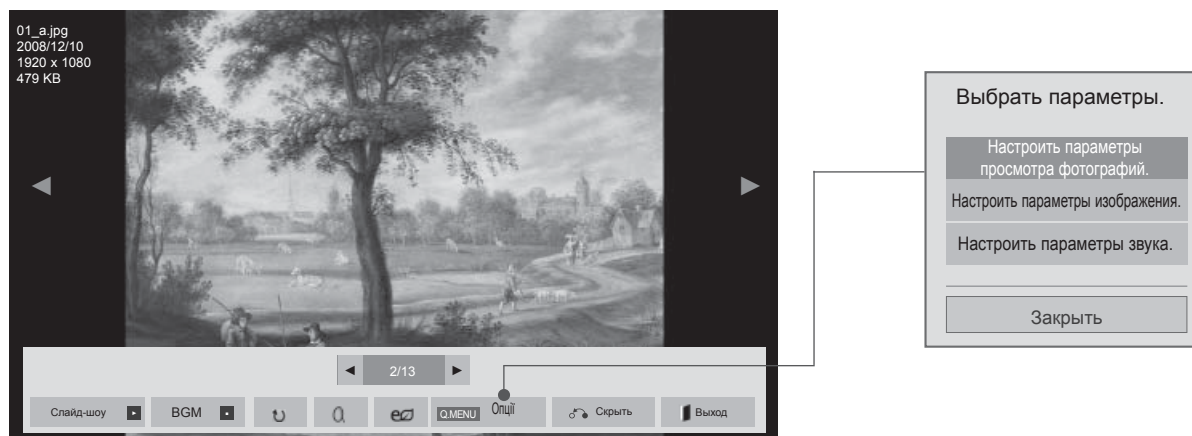 01_a.jpg
2008/12/10
1920 x 1080
479 KB
2/13
Слайд-шоу BGM Q.MENU Опції Скрыть Выход
Выбрать параметры.
Настроить параметры
просмотра фотографий.
Настроить параметры изображения.
Настроить параметры звука.
Закрыть